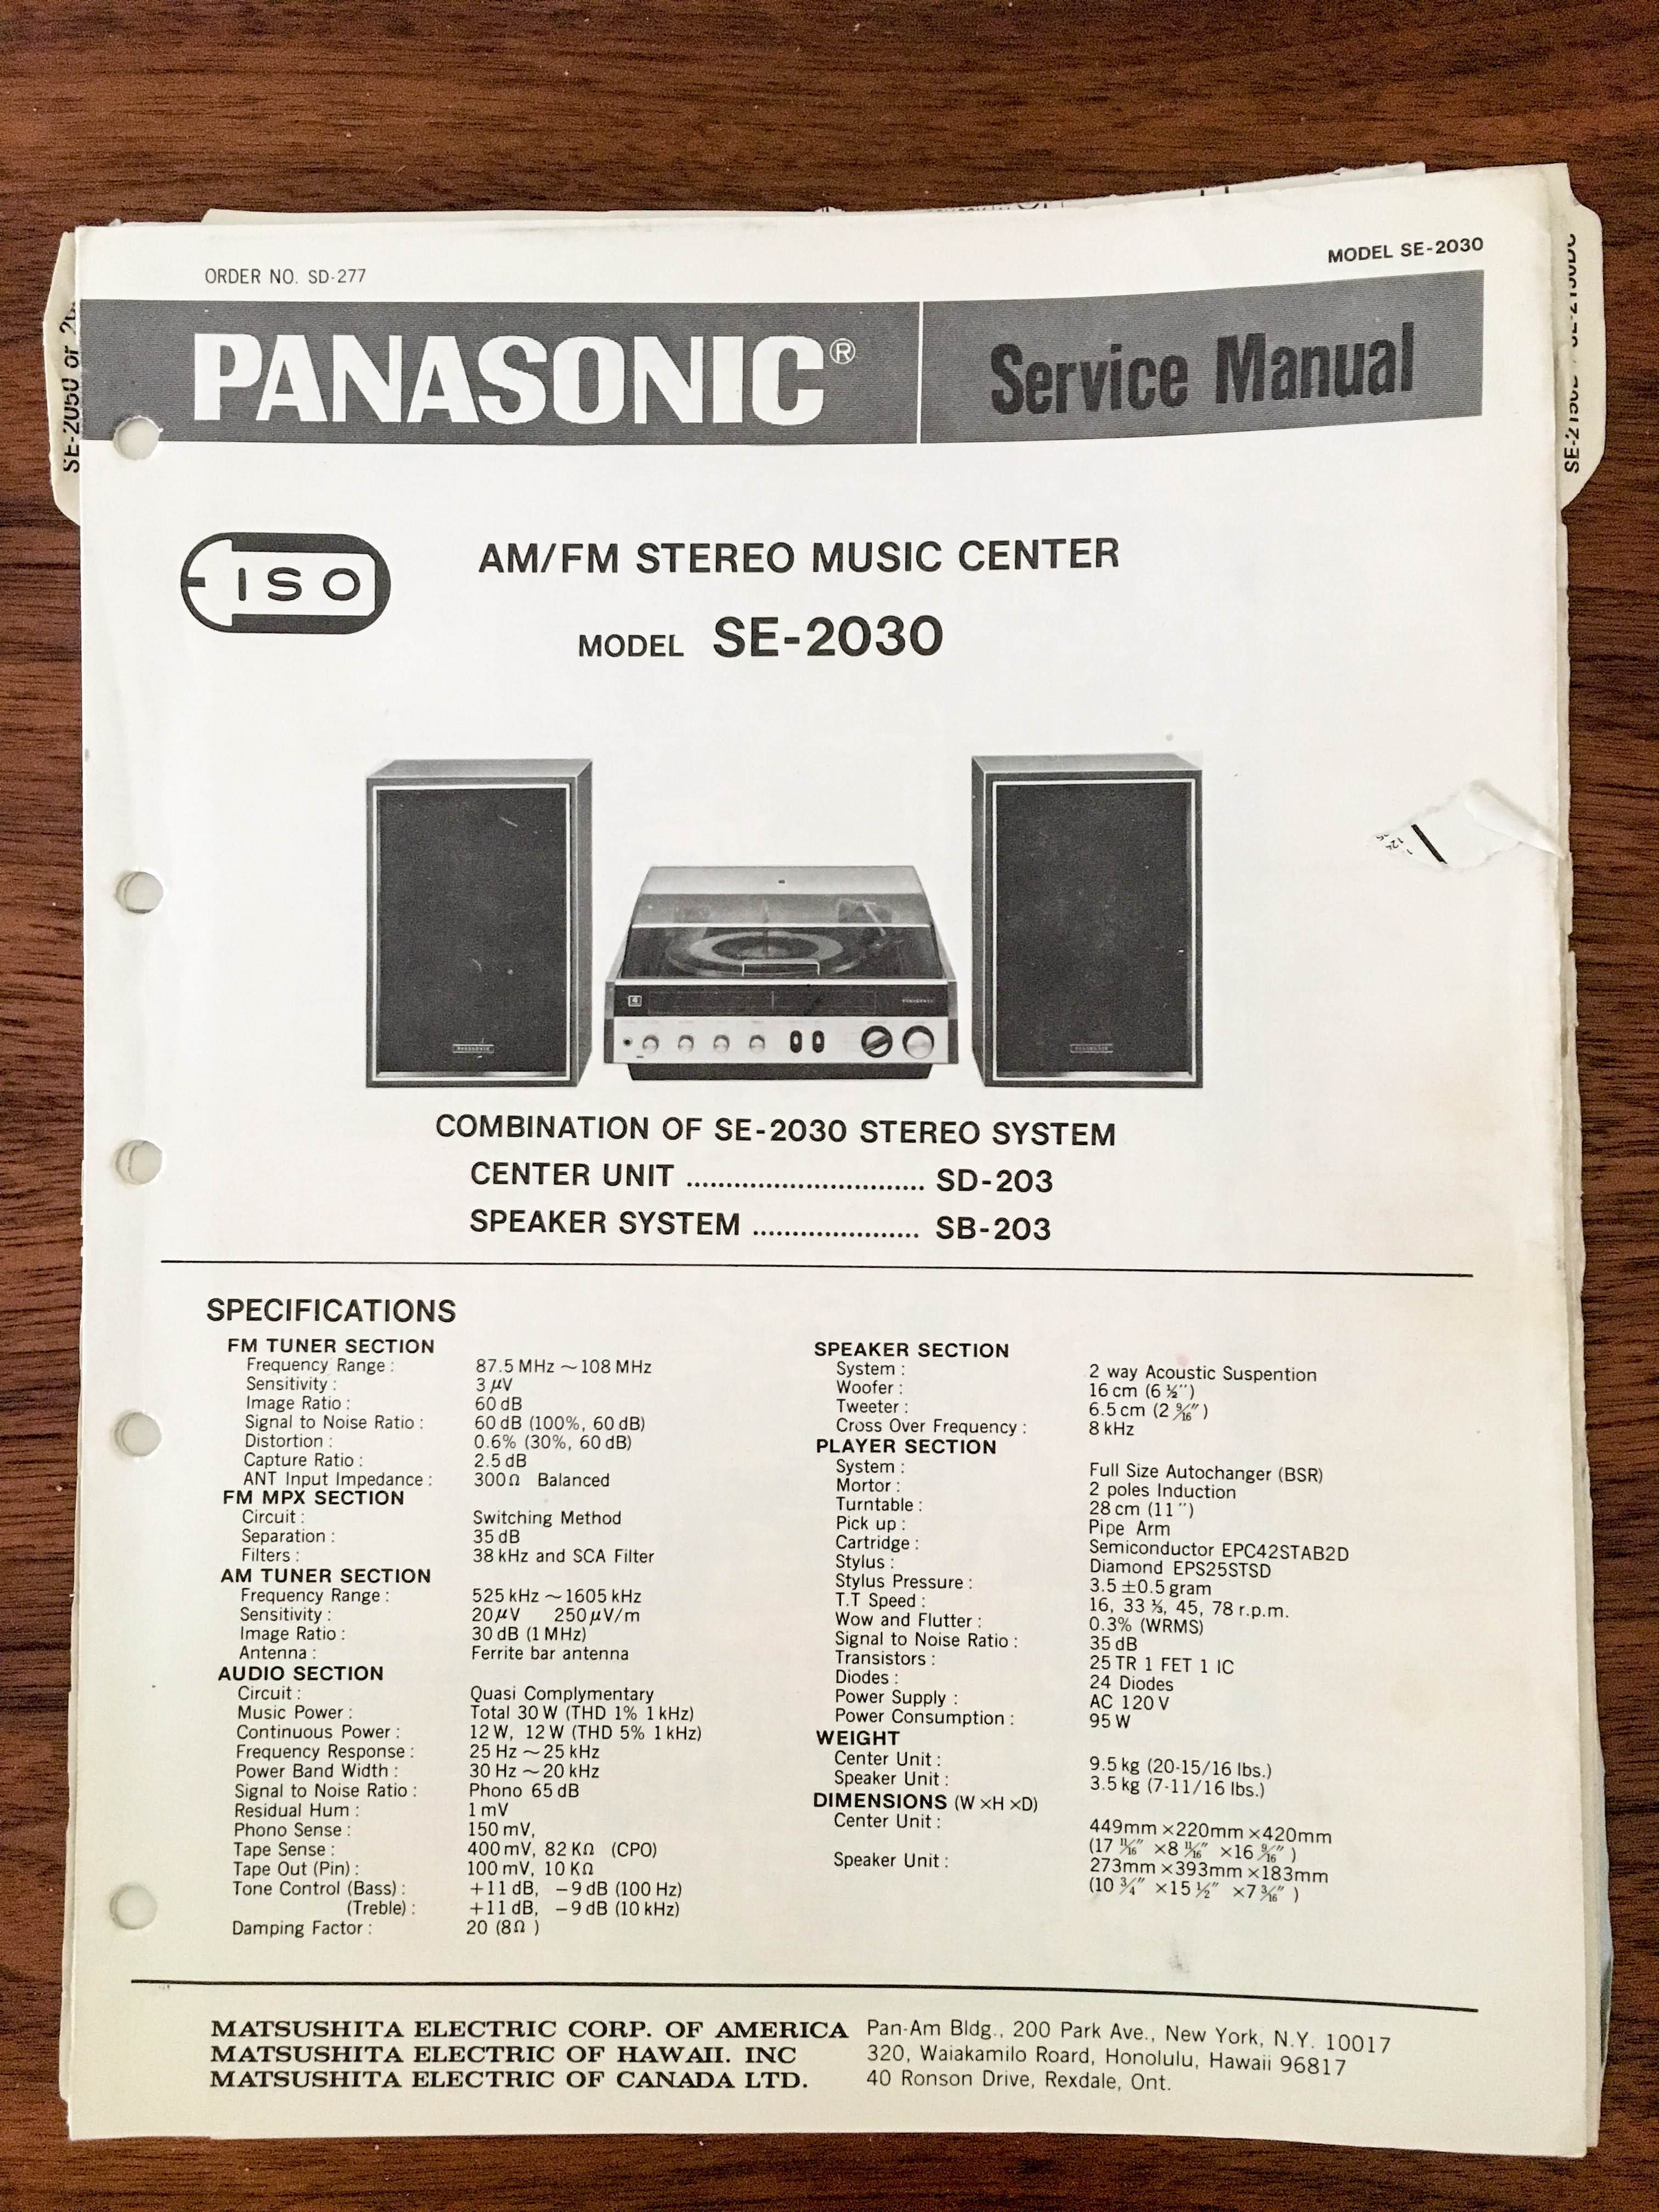 MODEL SE-2030
ORDER NO. SD-277
PANASONIC® Service Manual
SE-2050 or
ISO
AM/FM STEREO MUSIC CENTER
MODEL SE-2030
PANASONIC
PANASONIC
PANASONIC
COMBINATION OF SE-2030 STEREO SYSTEM
CENTER UNIT .............................. SD-203
SPEAKER SYSTEM ..................... SB-203
SPECIFICATIONS
FM TUNER SECTION
Frequency Range : 87.5 MHz ~ 108 MHz
Sensitivity : 3 μV
Image Ratio : 60 dB
Signal to Noise Ratio : 60 dB (100%, 60 dB)
Distortion : 0.6% (30%, 60 dB)
Capture Ratio : 2.5 dB
ANT Input Impedance : 300Ω Balanced
FM MPX SECTION
Circuit : Switching Method
Separation : 35 dB
Filters : 38 kHz and SCA Filter
AM TUNER SECTION
Frequency Range : 525 kHz ~ 1605 kHz
Sensitivity : 20μV 250μV/m
Image Ratio : 30 dB (1 MHz)
Antenna : Ferrite bar antenna
AUDIO SECTION
Circuit : Quasi Complymentary
Music Power : Total 30 W (THD 1% 1 kHz)
Continuous Power : 12 W, 12 W (THD 5% 1 kHz)
Frequency Response : 25 Hz ~ 25 kHz
Power Band Width : 30 Hz ~ 20 kHz
Signal to Noise Ratio : Phono 65 dB
Residual Hum : 1 mV
Phono Sense : 150 mV,
Tape Sense : 400 mV, 82 KΩ (CPO)
Tape Out (Pin) : 100 mV, 10 KΩ
Tone Control (Bass) : +11 dB, −9 dB (100 Hz)
(Treble) : +11 dB, −9 dB (10 kHz)
Damping Factor : 20 (8Ω )
SPEAKER SECTION
System : 2 way Acoustic Suspention
Woofer : 16 cm (6 ½″)
Tweeter : 6.5 cm (2 9/16″ )
Cross Over Frequency : 8 kHz
PLAYER SECTION
System : Full Size Autochanger (BSR)
Mortor : 2 poles Induction
Turntable : 28 cm (11 ″)
Pick up : Pipe Arm
Cartridge : Semiconductor EPC42STAB2D
Stylus : Diamond EPS25STSD
Stylus Pressure : 3.5 ±0.5 gram
T.T Speed : 16, 33 ⅓, 45, 78 r.p.m.
Wow and Flutter : 0.3% (WRMS)
Signal to Noise Ratio : 35 dB
Transistors : 25 TR 1 FET 1 IC
Diodes : 24 Diodes
Power Supply : AC 120 V
Power Consumption : 95 W
WEIGHT
Center Unit : 9.5 kg (20-15/16 lbs.)
Speaker Unit : 3.5 kg (7-11/16 lbs.)
DIMENSIONS (W ×H ×D)
Center Unit : 449mm ×220mm ×420mm
(17 11/16″ ×8 11/16″ ×16 9/16″ )
Speaker Unit : 273mm ×393mm ×183mm
(10 ¾″ ×15 ½″ ×7 3/16″ )
MATSUSHITA ELECTRIC CORP. OF AMERICA Pan-Am Bldg., 200 Park Ave., New York, N.Y. 10017
MATSUSHITA ELECTRIC OF HAWAII. INC 320, Waiakamilo Roard, Honolulu, Hawaii 96817
MATSUSHITA ELECTRIC OF CANADA LTD. 40 Ronson Drive, Rexdale, Ont.